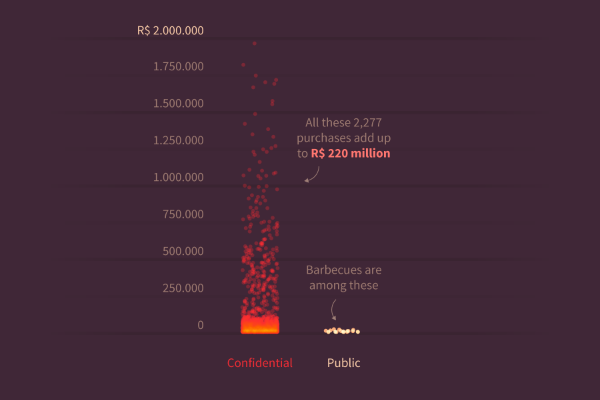 R$ 2.000.000
1.750.000
1.500.000
1.250.000
1.000.000
750.000
500.000
250.000
0
All these 2,277
purchases add up
to R$ 220 million
Barbecues are
among these
Confidential
Public